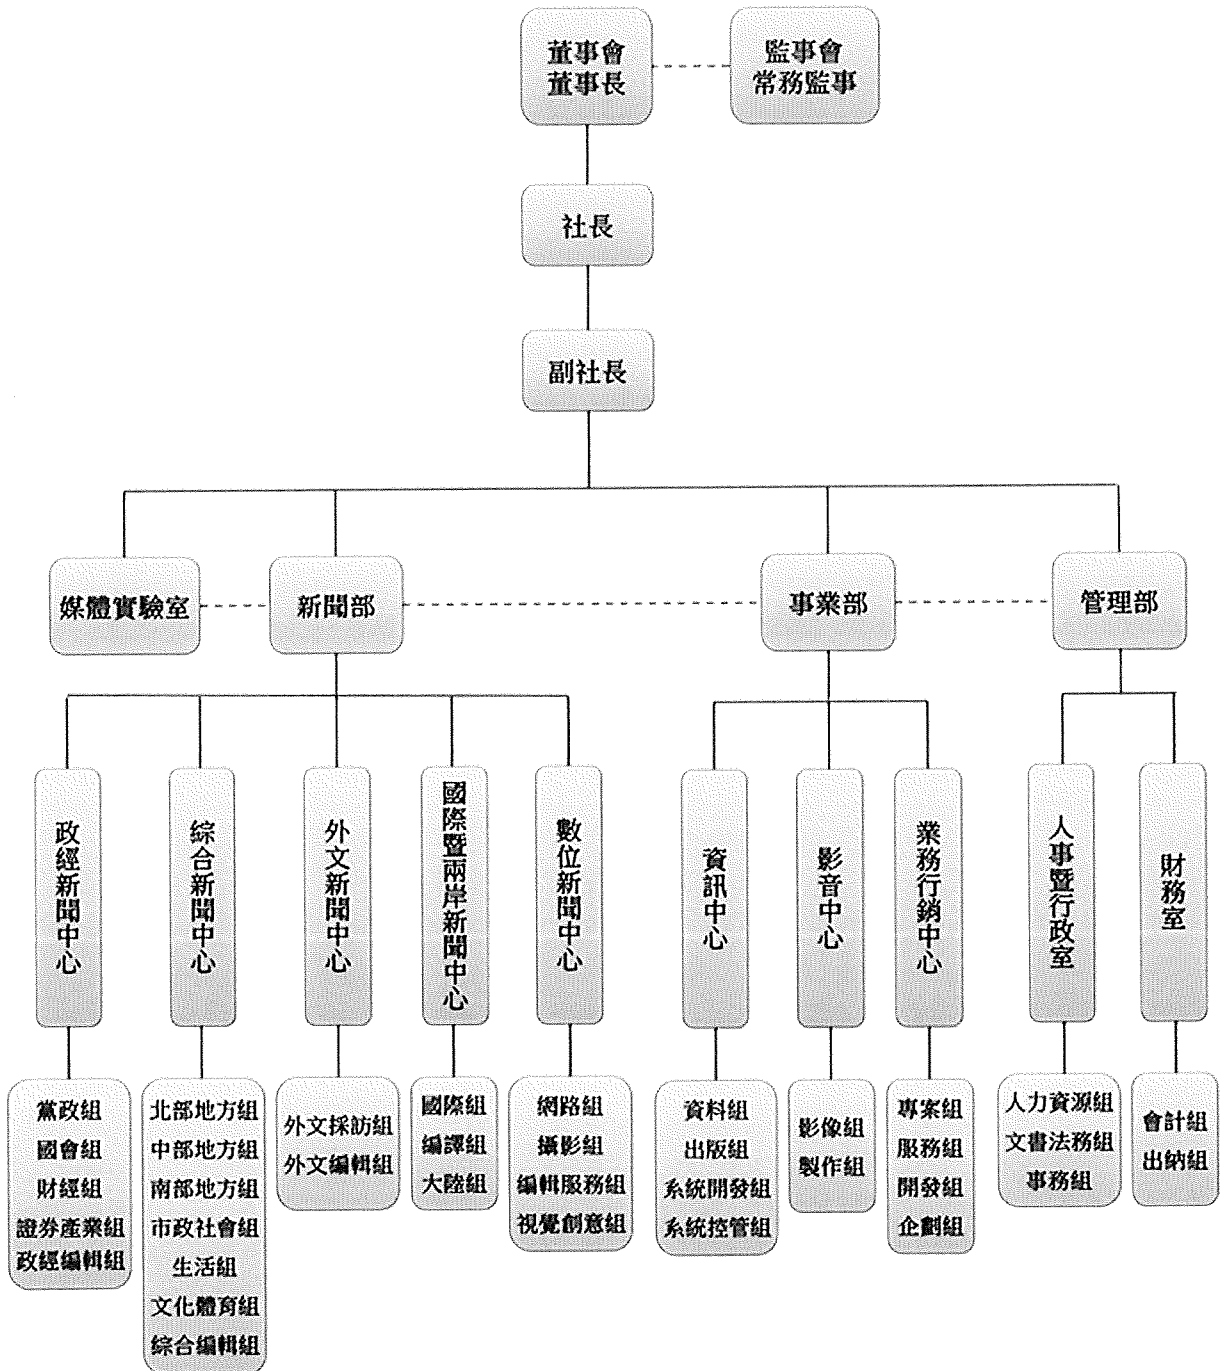 董事會
董事長
監事會
常務監事
社長
副社長
媒體實驗室
新聞部
事業部
管理部
政經新聞中心
綜合新聞中心
外文新聞中心
國際暨兩岸新聞中心
數位新聞中心
資訊中心
影音中心
業務行銷中心
人事暨行政室
財務室
黨政組
國會組
財經組
證券產業組
政經編輯組
北部地方組
中部地方組
南部地方組
市政社會組
生活組
文化體育組
綜合編輯組
外文採訪組
外文編輯組
國際組
編譯組
大陸組
網路組
攝影組
編輯服務組
視覺創意組
資料組
出版組
系統開發組
系統控管組
影像組
製作組
專案組
服務組
開發組
企劃組
人力資源組
文書法務組
事務組
會計組
出納組